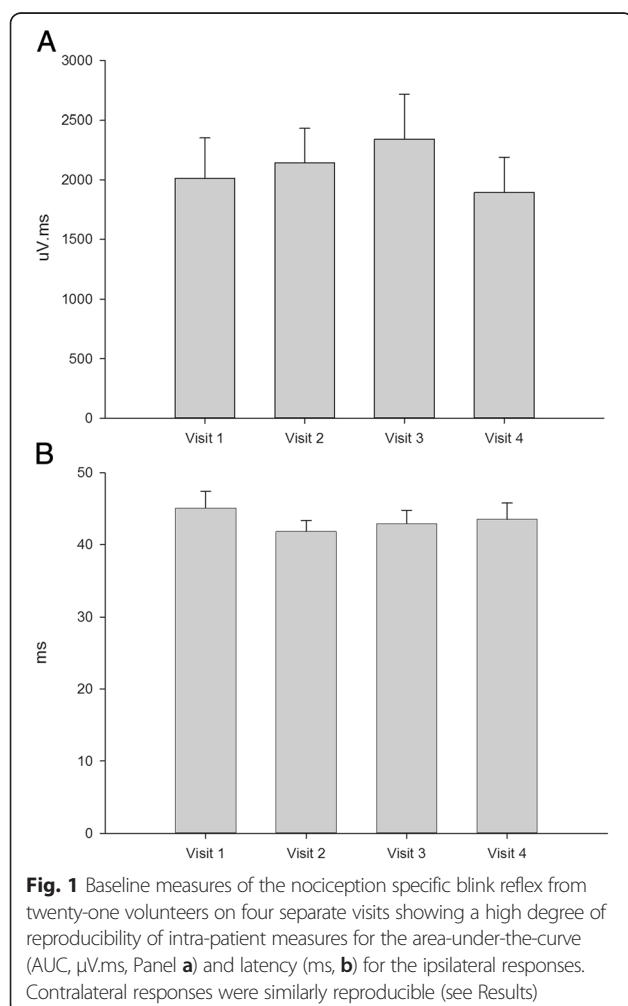 A
3000
2500
2000
1500
1000
500
0
uV.ms
Visit 1 Visit 2 Visit 3 Visit 4
B
50
40
30
20
10
0
ms
Visit 1 Visit 2 Visit 3 Visit 4
Fig. 1 Baseline measures of the nociception specific blink reflex from
twenty-one volunteers on four separate visits showing a high degree of
reproducibility of intra-patient measures for the area-under-the-curve
(AUC, μV.ms, Panel a) and latency (ms, b) for the ipsilateral responses.
Contralateral responses were similarly reproducible (see Results)